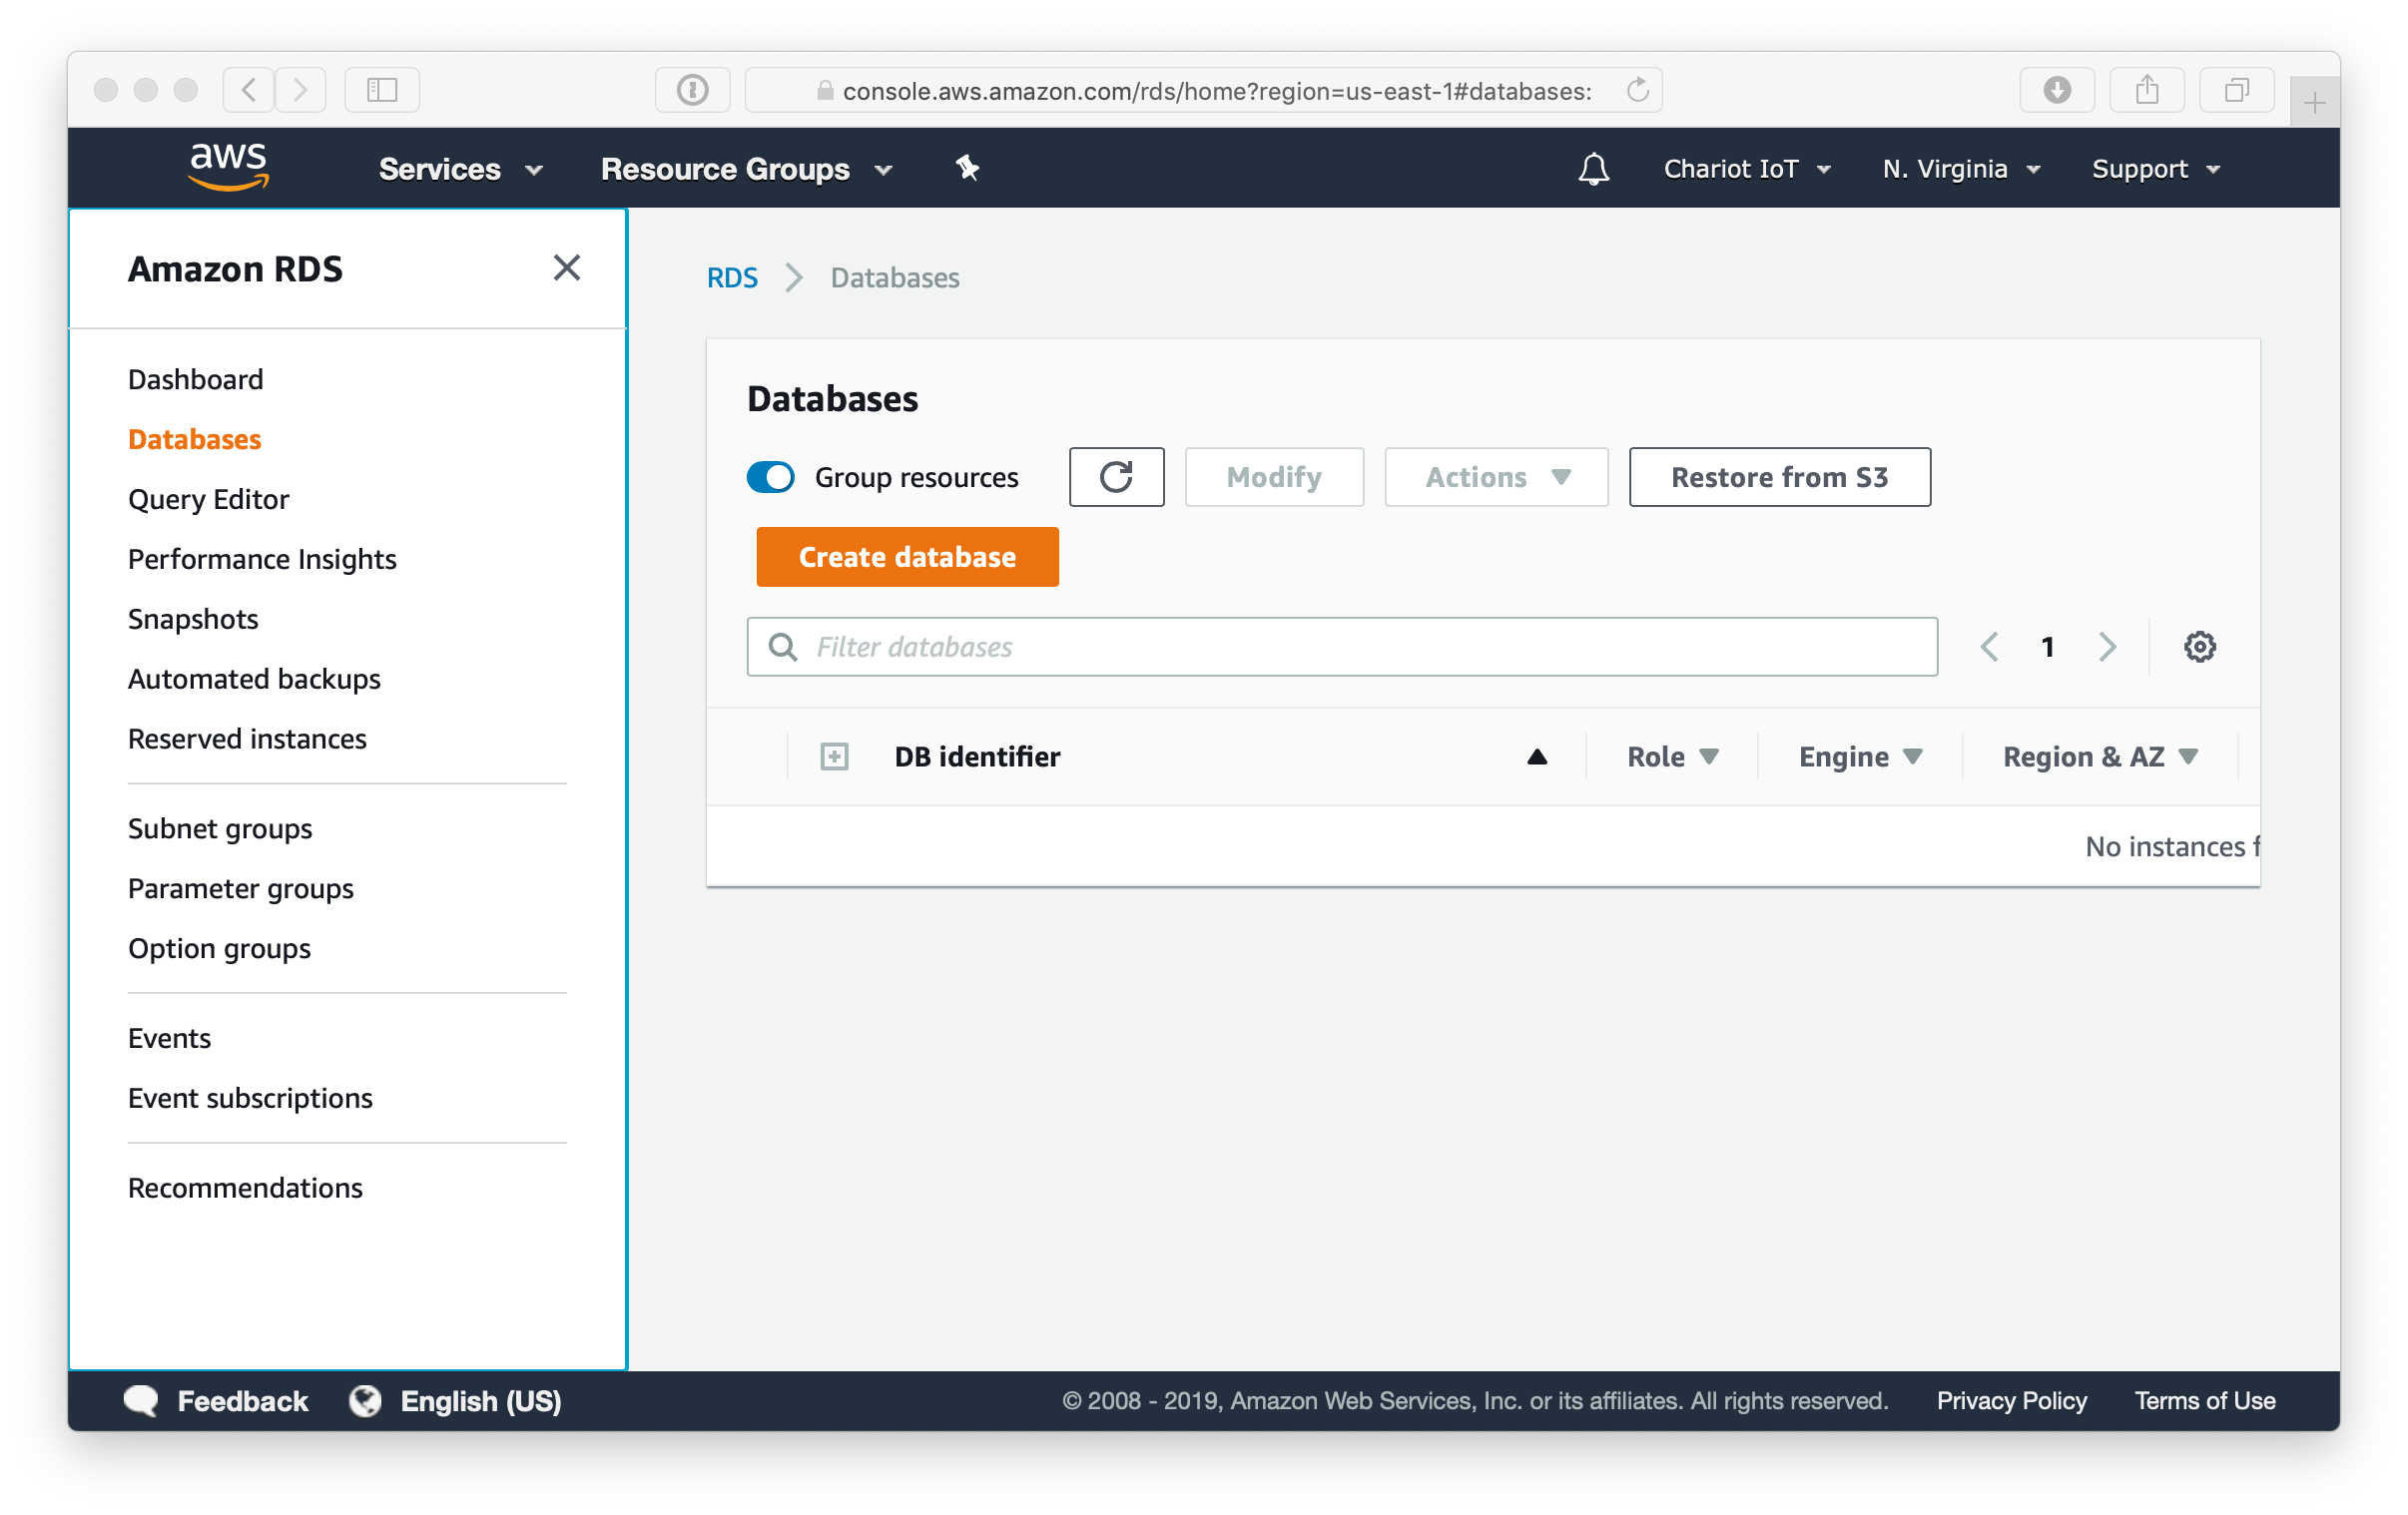 console.aws.amazon.com/rds/home?region=us-east-1#databases:
aws Services Resource Groups Chariot IoT N. Virginia Support
Amazon RDS
Dashboard
Databases
Query Editor
Performance Insights
Snapshots
Automated backups
Reserved instances
Subnet groups
Parameter groups
Option groups
Events
Event subscriptions
Recommendations
RDS Databases
Databases
Group resources Modify Actions Restore from S3
Create database
Filter databases 1
DB identifier Role Engine Region & AZ
No instances f
Feedback English (US) © 2008 - 2019, Amazon Web Services, Inc. or its affiliates. All rights reserved. Privacy Policy Terms of Use